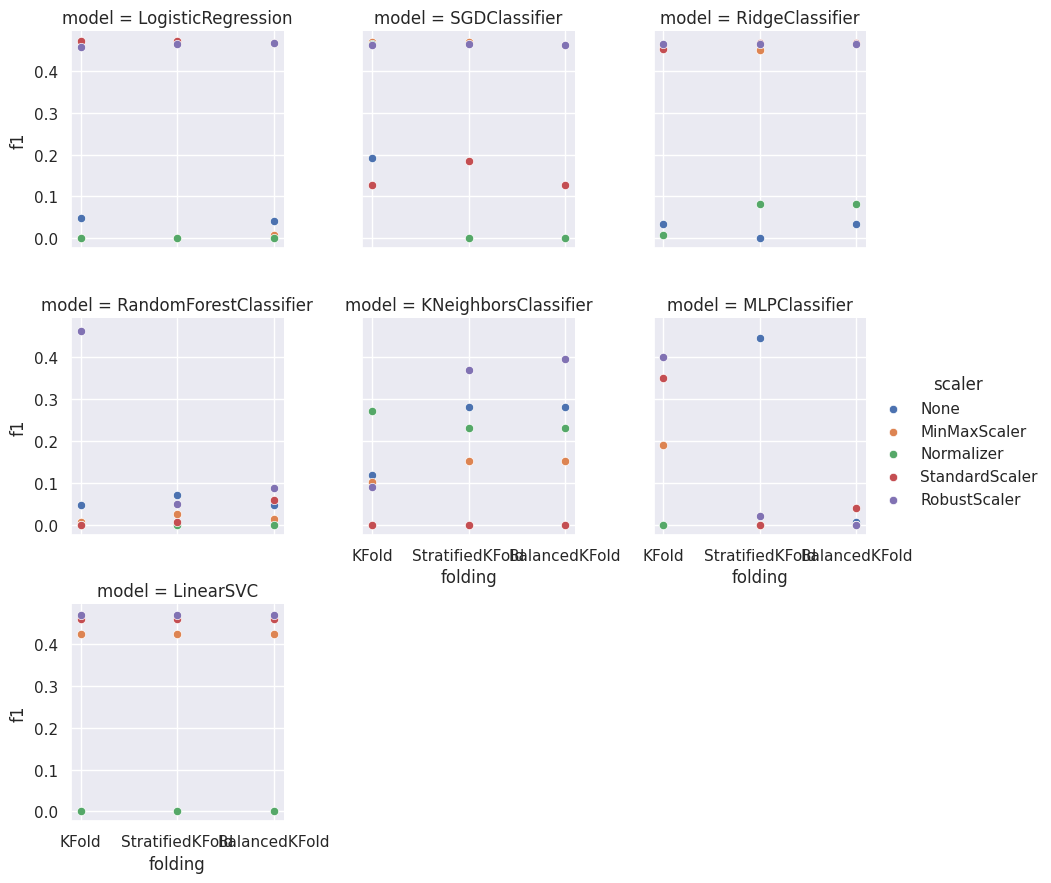 model = LogisticRegression
model = SGDClassifier
model = RidgeClassifier
0.4
0.3
0.2
0.1
0.0
f1
model = RandomForestClassifier
model = KNeighborsClassifier
model = MLPClassifier
0.4
0.3
0.2
0.1
0.0
f1
KFold
StratifiedKFold
BalancedKFold
folding
KFold
StratifiedKFold
BalancedKFold
folding
scaler
None
MinMaxScaler
Normalizer
StandardScaler
RobustScaler
model = LinearSVC
0.4
0.3
0.2
0.1
0.0
f1
KFold
StratifiedKFold
BalancedKFold
folding